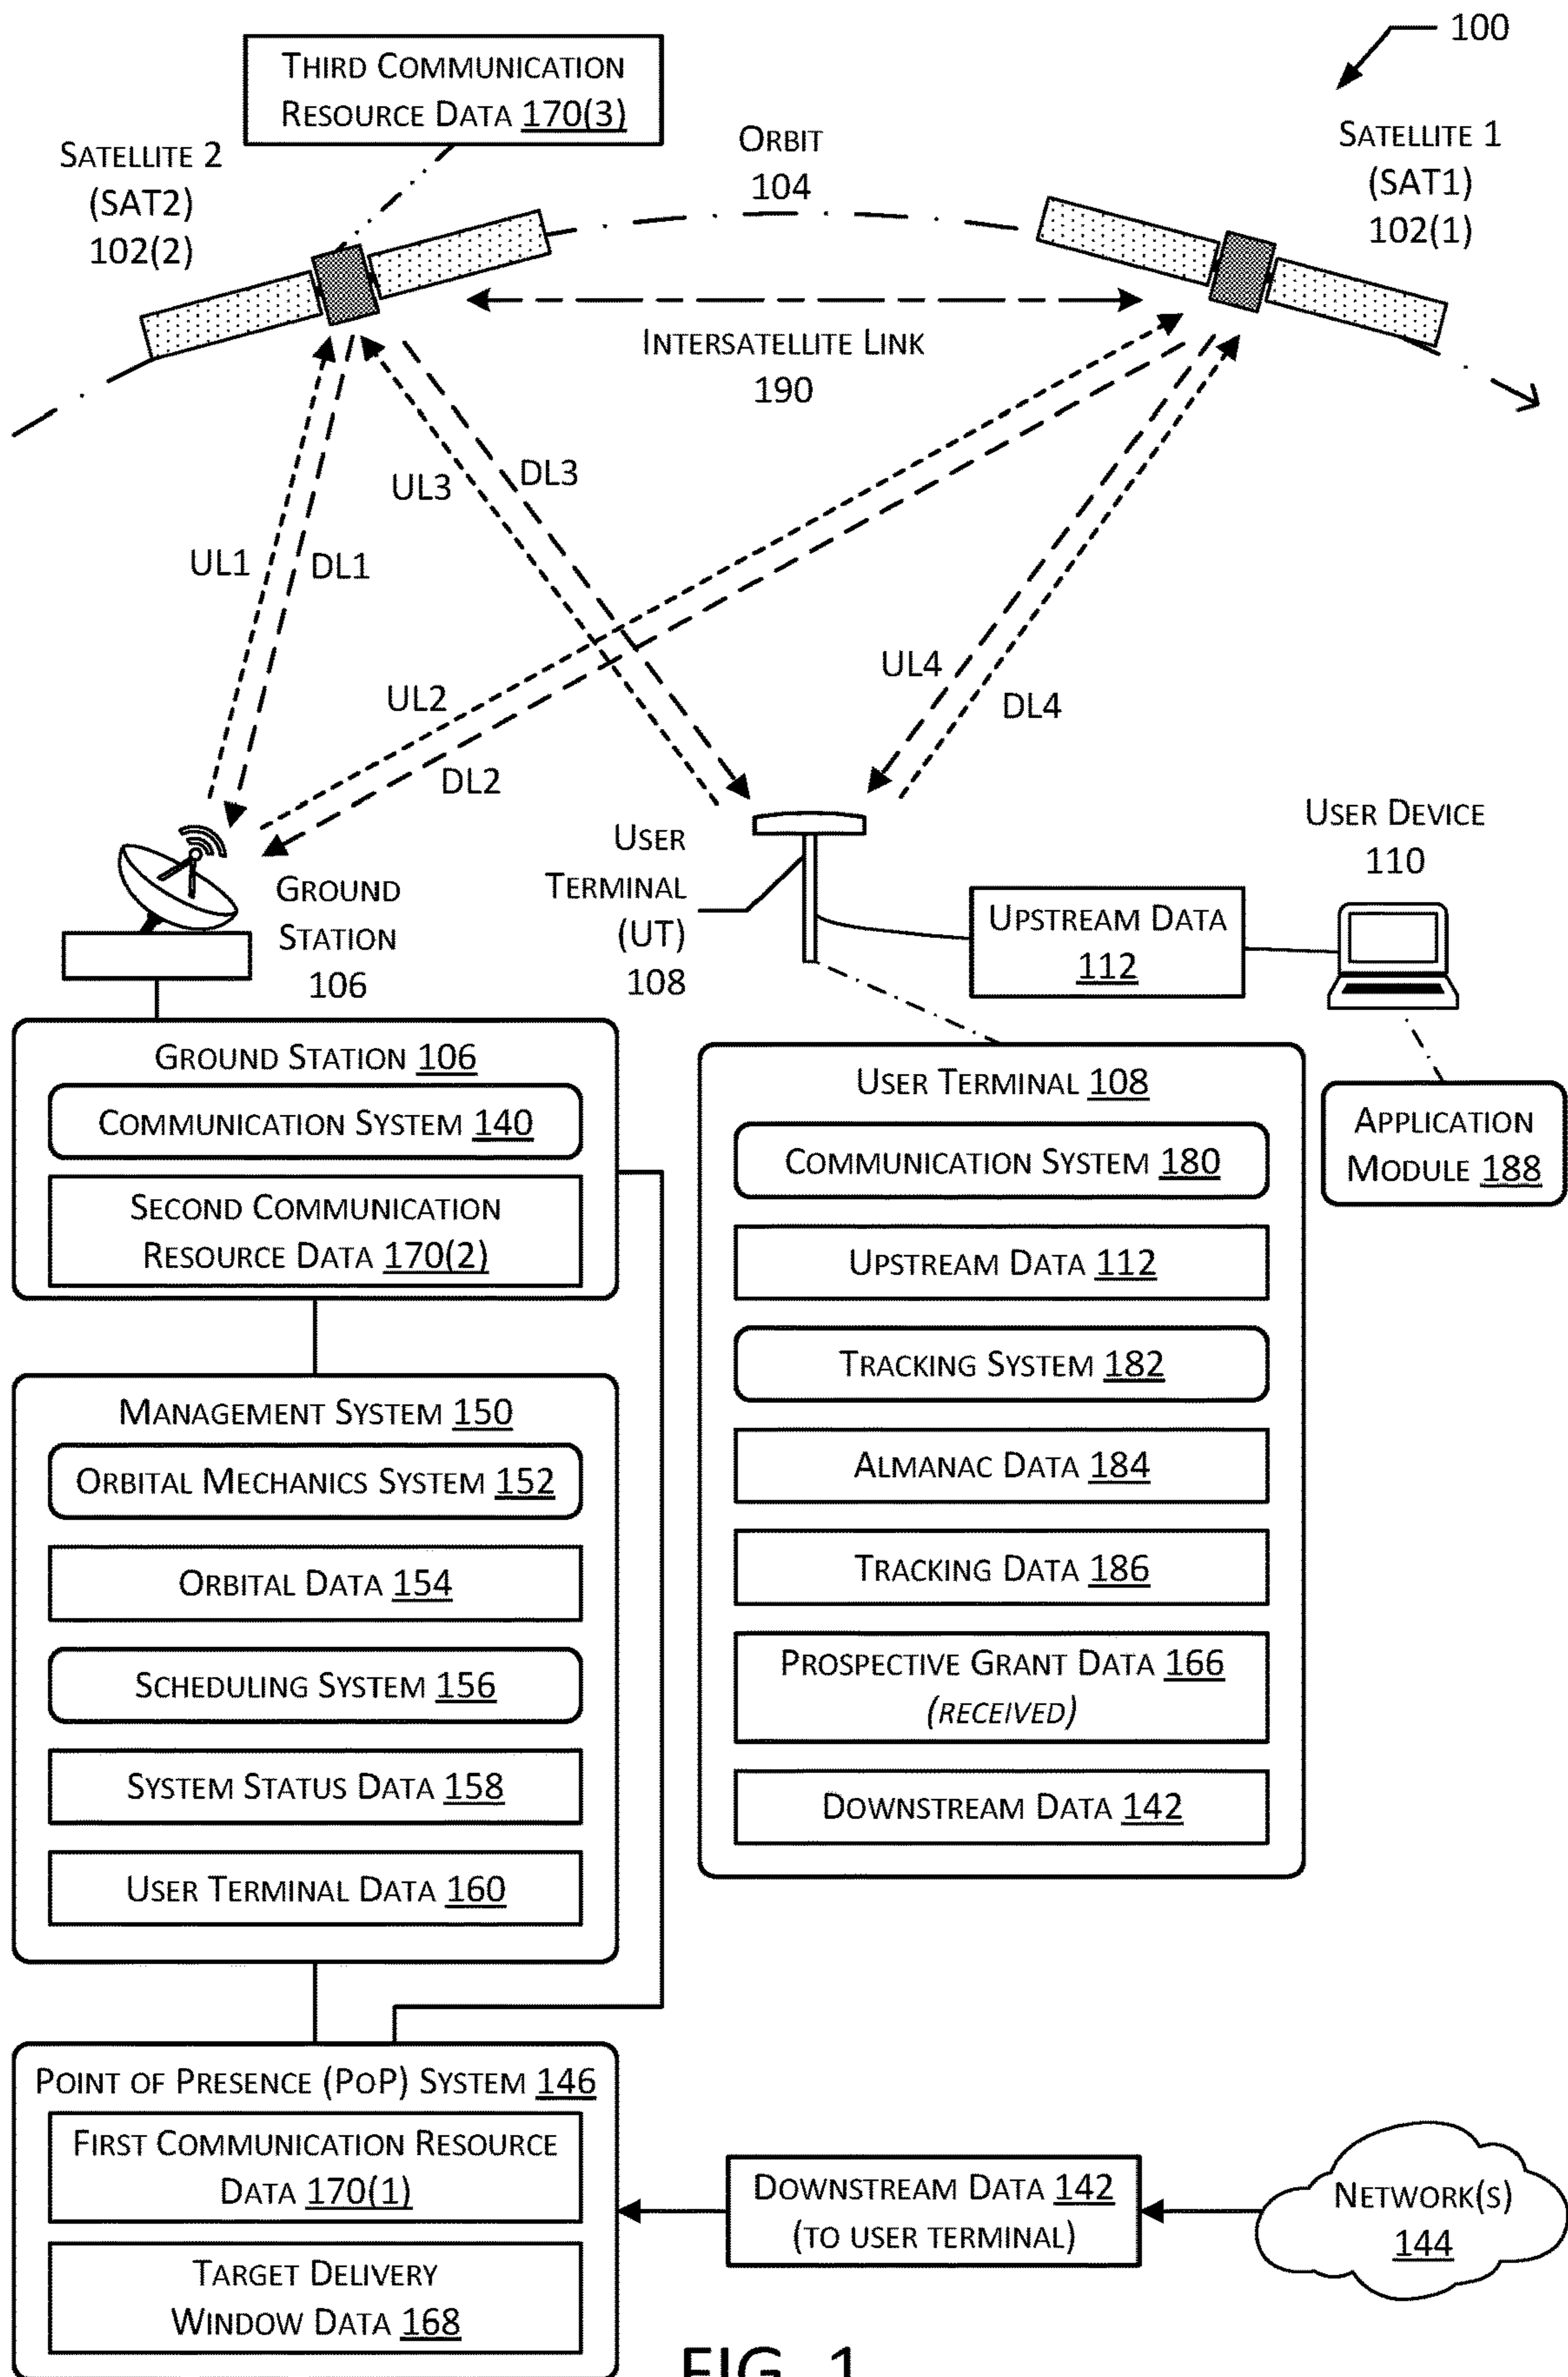 100
THIRD COMMUNICATION
RESOURCE DATA 170(3)
SATELLITE 2
(SAT2)
102(2)
ORBIT
104
SATELLITE 1
(SAT1)
102(1)
INTERSATELLITE LINK
190
UL1
DL1
UL3
DL3
UL2
DL2
UL4
DL4
GROUND
STATION
106
USER
TERMINAL
(UT)
108
UPSTREAM DATA
112
USER DEVICE
110
APPLICATION
MODULE 188
GROUND STATION 106
COMMUNICATION SYSTEM 140
SECOND COMMUNICATION
RESOURCE DATA 170(2)
MANAGEMENT SYSTEM 150
ORBITAL MECHANICS SYSTEM 152
ORBITAL DATA 154
SCHEDULING SYSTEM 156
SYSTEM STATUS DATA 158
USER TERMINAL DATA 160
USER TERMINAL 108
COMMUNICATION SYSTEM 180
UPSTREAM DATA 112
TRACKING SYSTEM 182
ALMANAC DATA 184
TRACKING DATA 186
PROSPECTIVE GRANT DATA 166
(RECEIVED)
DOWNSTREAM DATA 142
POINT OF PRESENCE (POP) SYSTEM 146
FIRST COMMUNICATION RESOURCE
DATA 170(1)
TARGET DELIVERY
WINDOW DATA 168
DOWNSTREAM DATA 142
(TO USER TERMINAL)
NETWORK(S)
144
FIG. 1